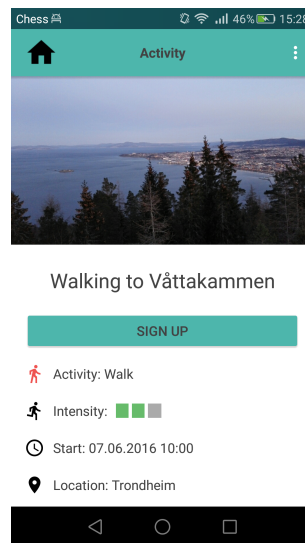 Chess 46% 15:28
Activity
Walking to Våttakammen
SIGN UP
Activity: Walk
Intensity:
Start: 07.06.2016 10:00
Location: Trondheim